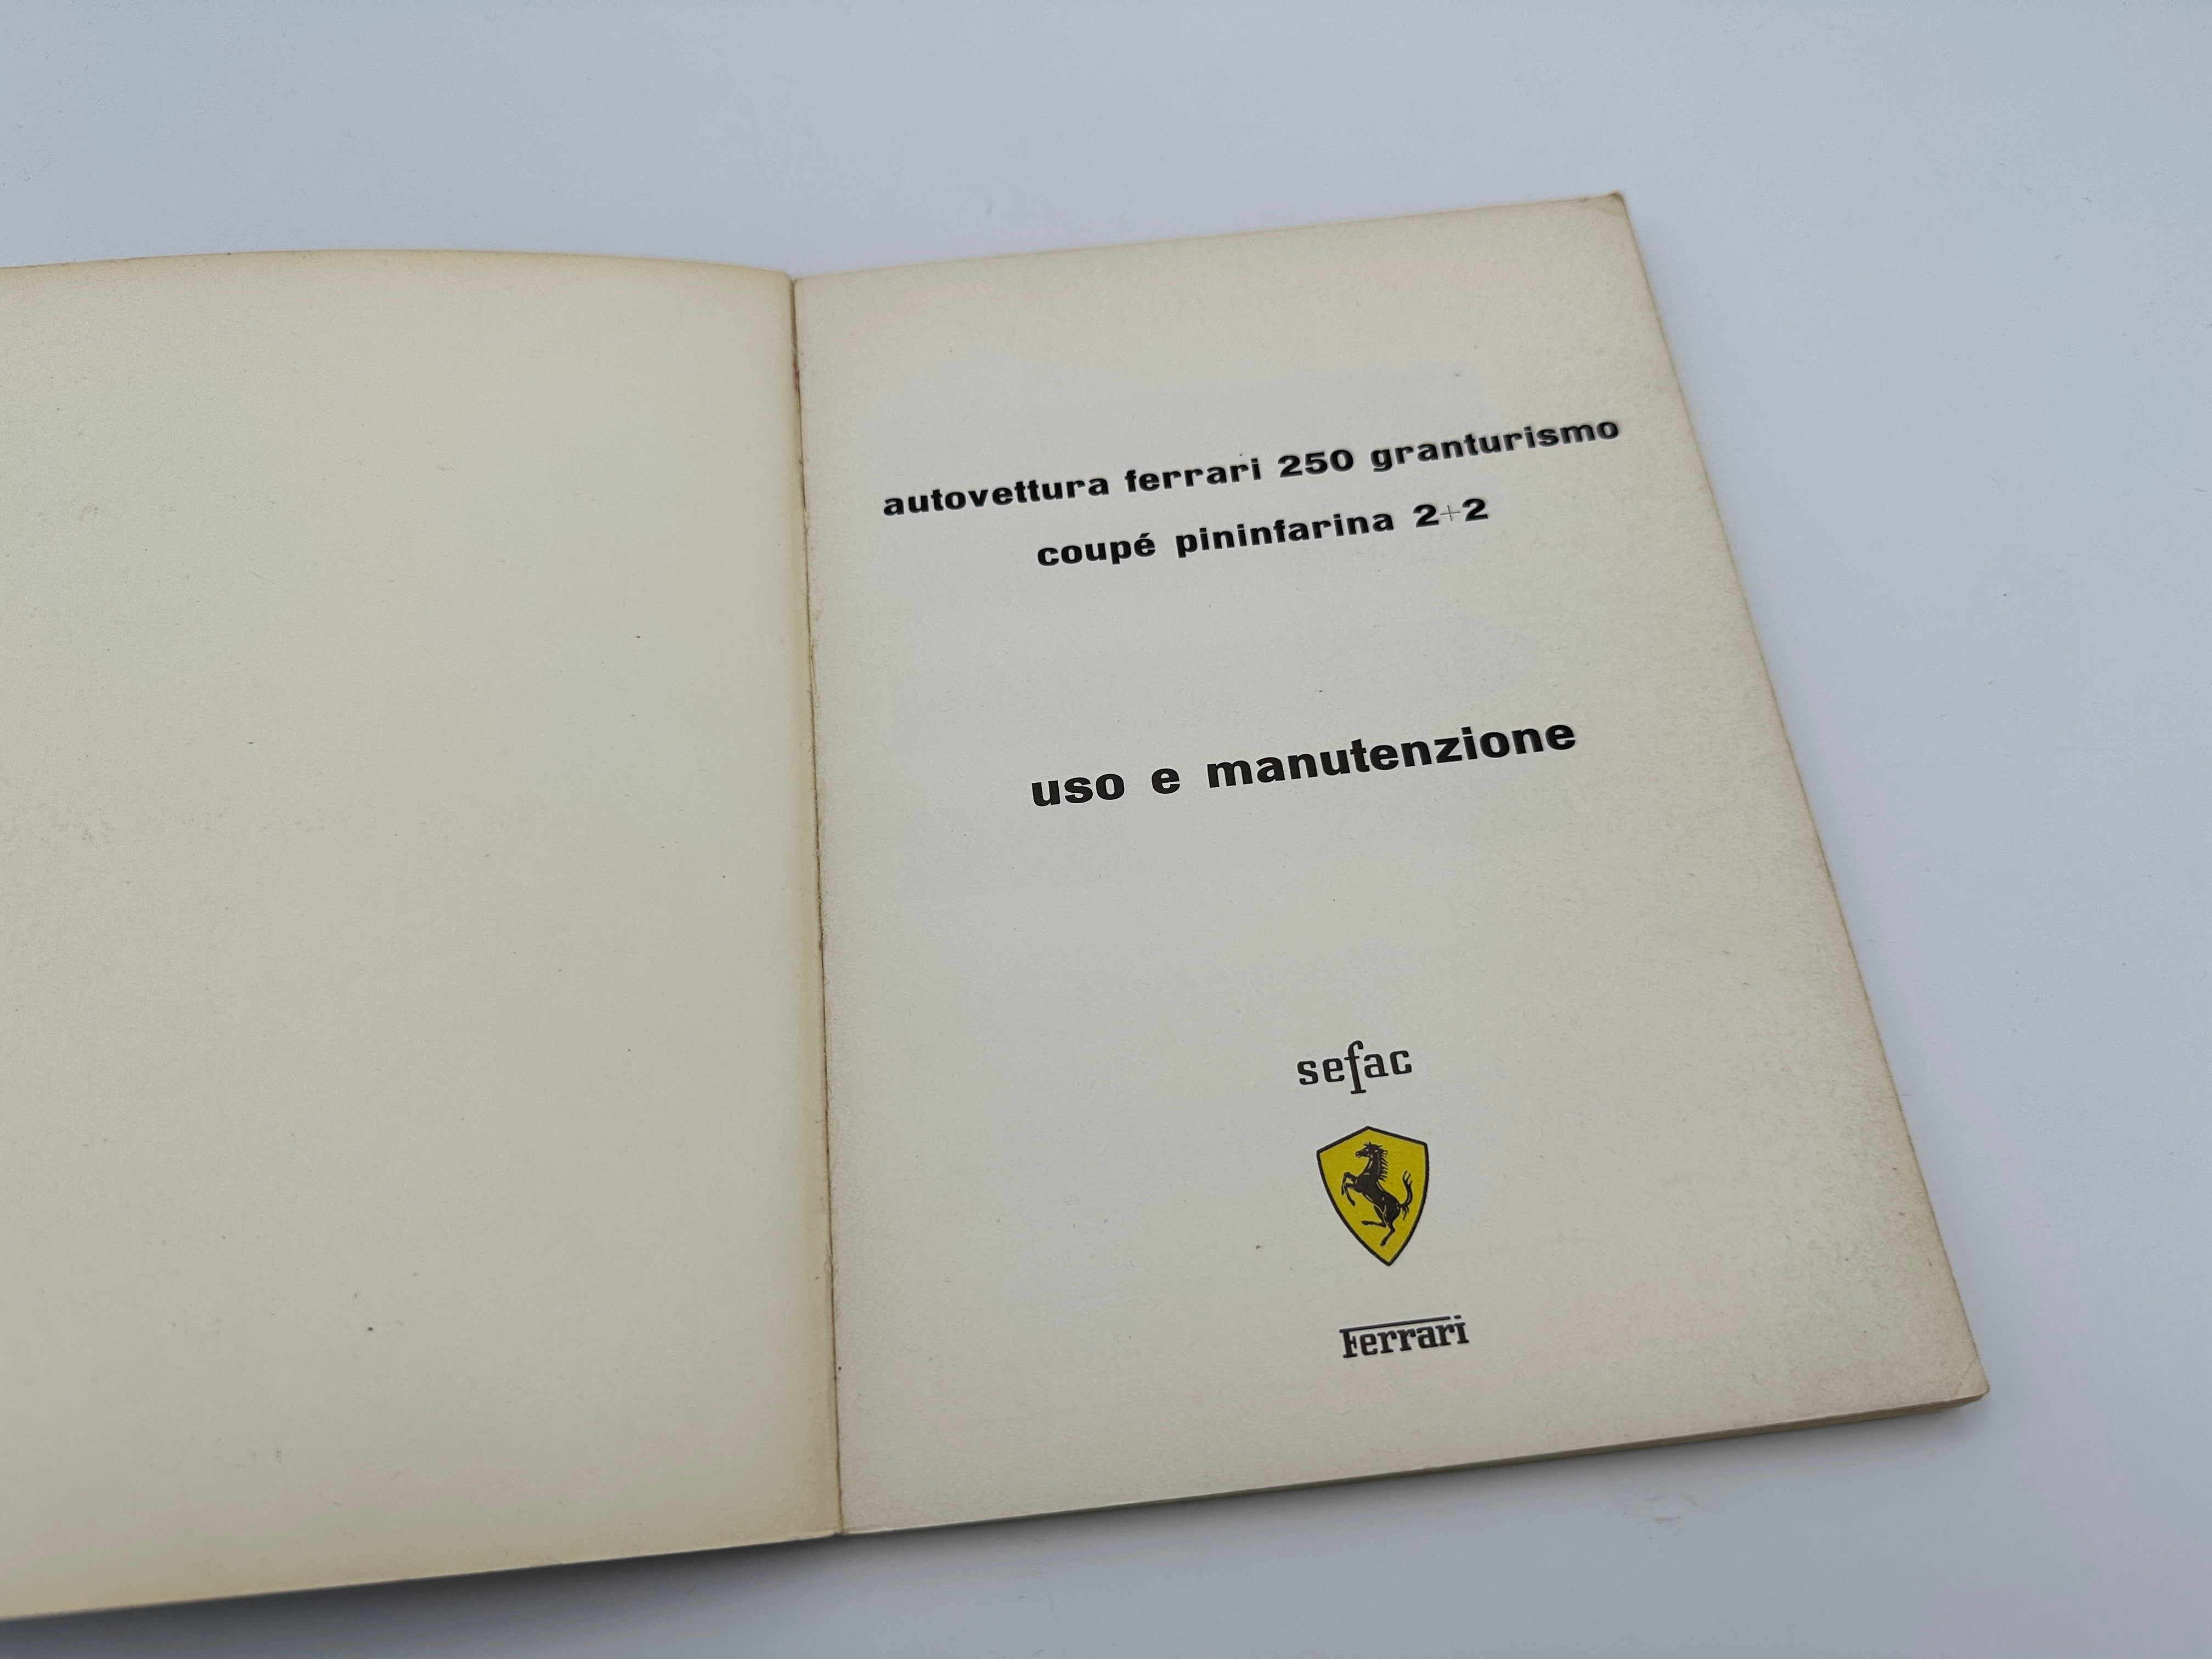 autovettura ferrari 250 granturismo
coupé pininfarina 2+2
uso e manutenzione
sefac
Ferrari